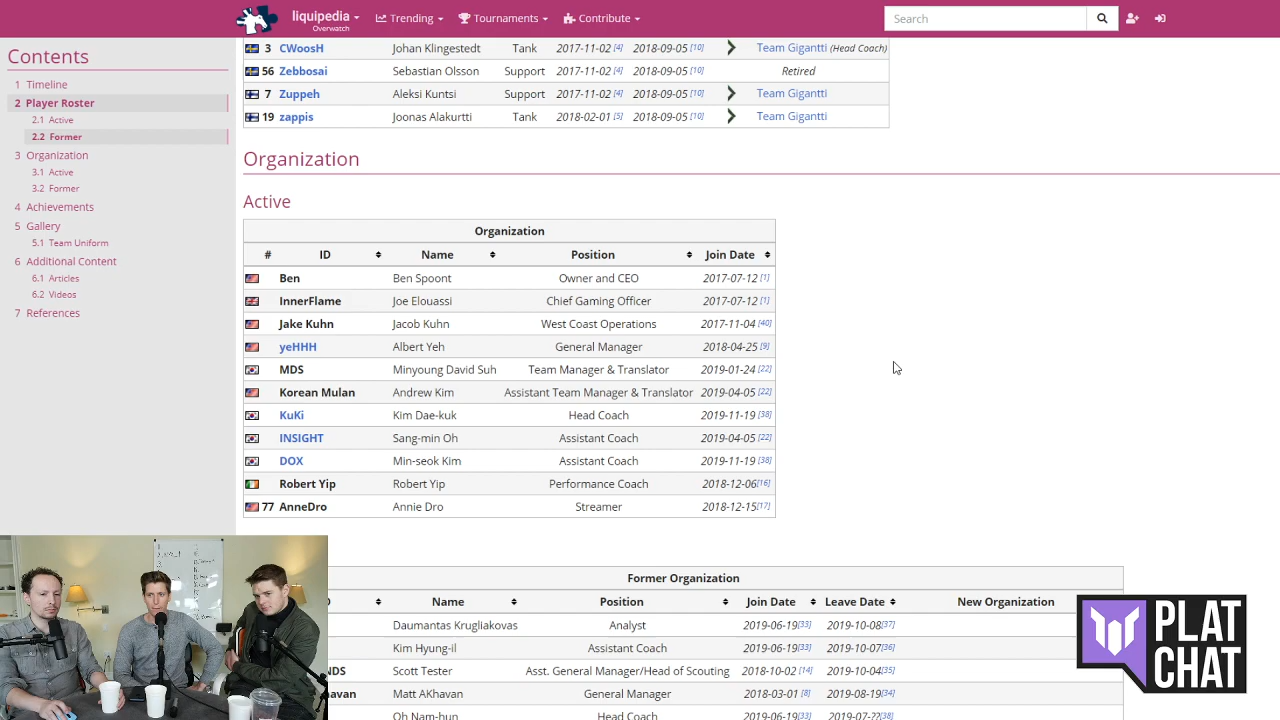 liquipedia
Overwatch
Trending
Tournaments
Contribute
Search
Contents
1 Timeline
2 Player Roster
2.1 Active
2.2 Former
3 Organization
3.1 Active
3.2 Former
4 Achievements
5 Gallery
5.1 Team Uniform
6 Additional Content
6.1 Articles
6.2 Videos
7 References
3 CWoosH Johan Klingestedt Tank 2017-11-02 [4] 2018-09-05 [10] Team Gigantti (Head Coach)
56 Zebbosai Sebastian Olsson Support 2017-11-02 [4] 2018-09-05 [10] Retired
7 Zuppeh Aleksi Kuntsi Support 2017-11-02 [4] 2018-09-05 [10] Team Gigantti
19 zappis Joonas Alakurtti Tank 2018-02-01 [5] 2018-09-05 [10] Team Gigantti
Organization
Active
Organization
# ID Name Position Join Date
Ben Ben Spoont Owner and CEO 2017-07-12 [1]
InnerFlame Joe Elouassi Chief Gaming Officer 2017-07-12 [1]
Jake Kuhn Jacob Kuhn West Coast Operations 2017-11-04 [40]
yeHHH Albert Yeh General Manager 2018-04-25 [9]
MDS Minyoung David Suh Team Manager & Translator 2019-01-24 [22]
Korean Mulan Andrew Kim Assistant Team Manager & Translator 2019-04-05 [22]
KuKi Kim Dae-kuk Head Coach 2019-11-19 [38]
INSIGHT Sang-min Oh Assistant Coach 2019-04-05 [22]
DOX Min-seok Kim Assistant Coach 2019-11-19 [38]
Robert Yip Robert Yip Performance Coach 2018-12-06[16]
77 AnneDro Annie Dro Streamer 2018-12-15[17]
Former Organization
Name Position Join Date Leave Date New Organization
Daumantas Krugliakovas Analyst 2019-06-19[33] 2019-10-08[37]
Kim Hyung-il Assistant Coach 2019-06-19[33] 2019-10-07[36]
NDS Scott Tester Asst. General Manager/Head of Scouting 2018-10-02 [14] 2019-10-04[35]
avan Matt AKhavan General Manager 2018-03-01 [8] 2019-08-19[34]
Oh Nam-hun Head Coach 2019-06-19[33] 2019-07-??[38]
PLAT
CHAT